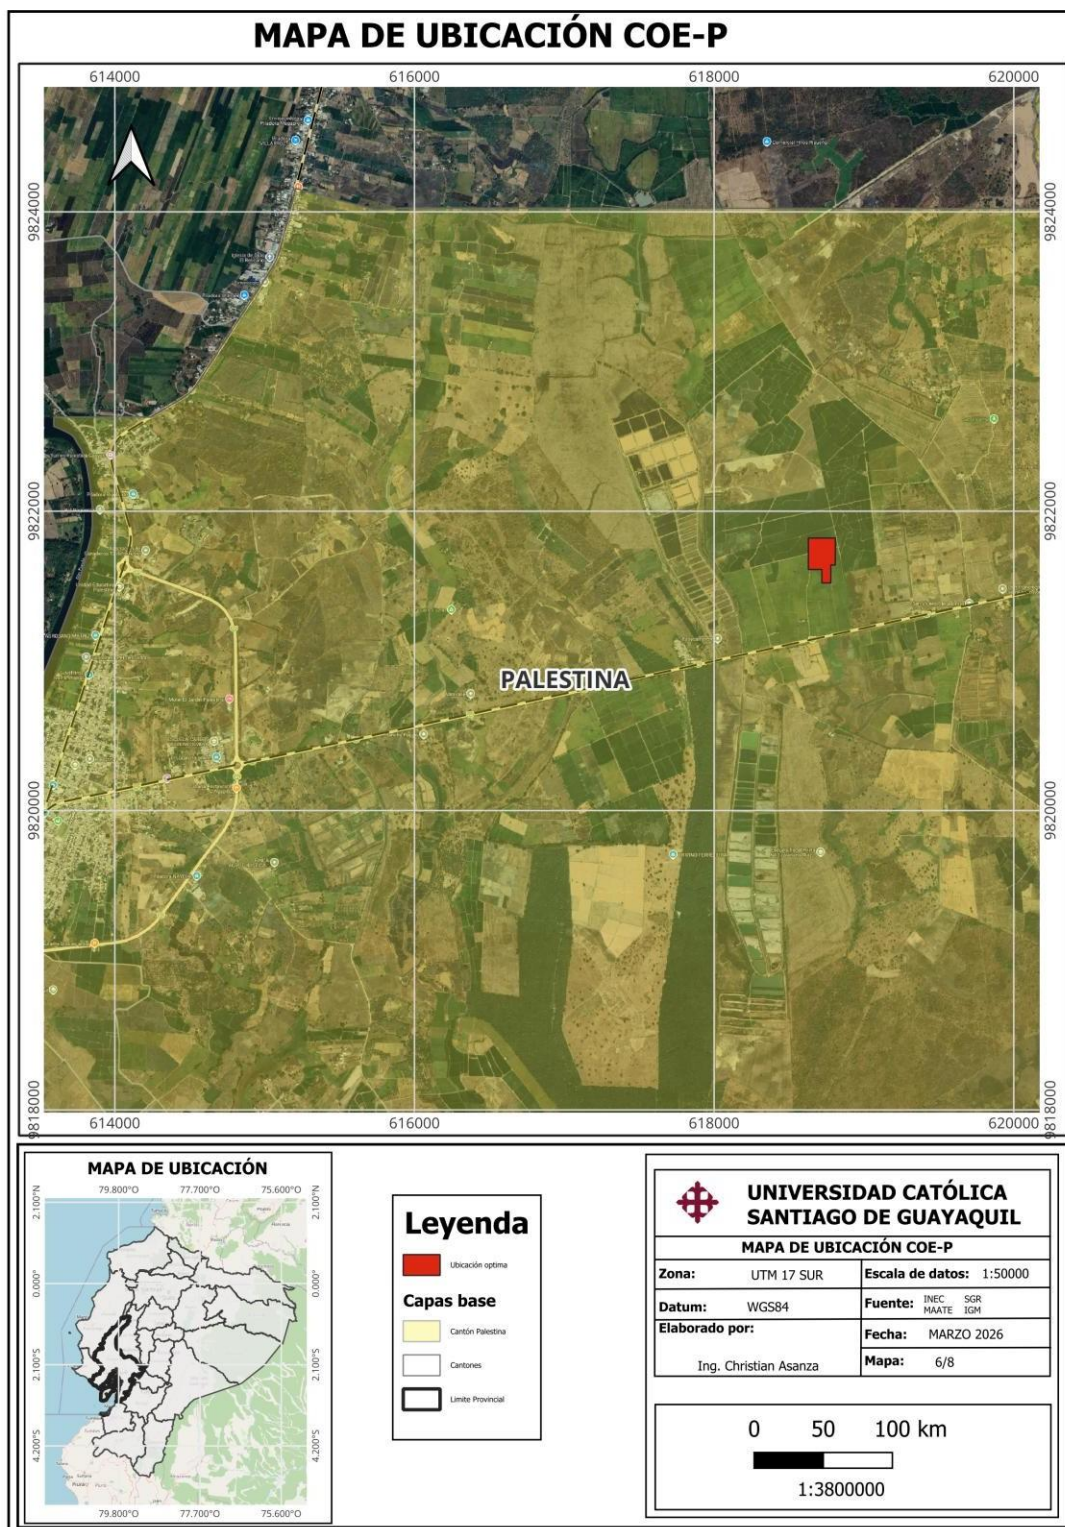 MAPA DE UBICACIÓN COE-P
614000 616000 618000 620000
9824000 9824000
9822000 9822000
PALESTINA
9820000 9820000
9818000 9818000
614000 616000 618000 620000
MAPA DE UBICACIÓN
79.800°O 77.700°O 75.600°O
2.100°N 2.100°N
0.000° 0.000°
2.100°S 2.100°S
4.200°S 4.200°S
79.800°O 77.700°O 75.600°O
Leyenda
Ubicación optima
Capas base
Cantón Palestina
Cantones
Limite Provincial
UNIVERSIDAD CATÓLICA
SANTIAGO DE GUAYAQUIL
MAPA DE UBICACIÓN COE-P
Zona: UTM 17 SUR
Escala de datos: 1:50000
Datum: WGS84
Fuente: INEC SGR
MAATE IGM
Elaborado por:
Ing. Christian Asanza
Fecha: MARZO 2026
Mapa: 6/8
0 50 100 km
1:3800000